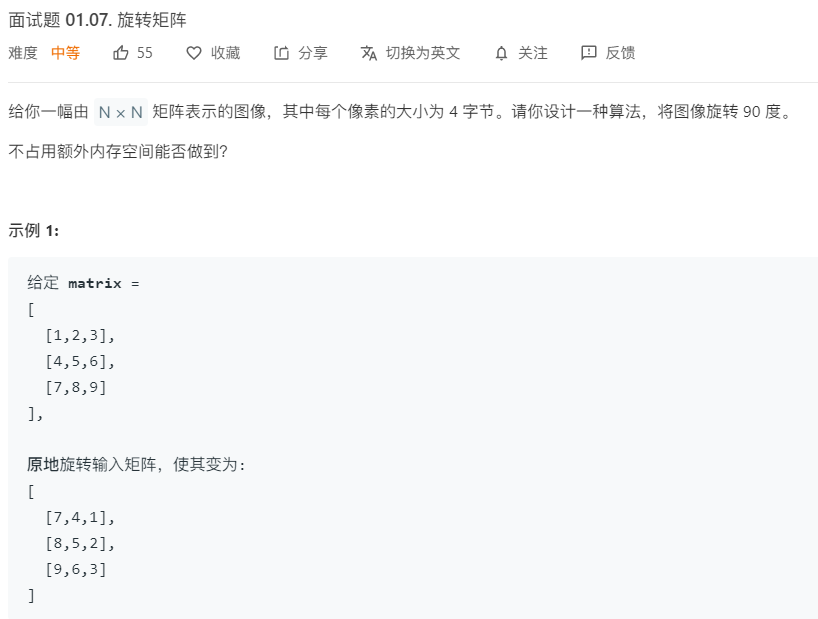 面试题 01.07. 旋转矩阵
难度 中等 55 收藏 分享 切换为英文 关注 反馈
给你一幅由 N × N 矩阵表示的图像，其中每个像素的大小为 4 字节。请你设计一种算法，将图像旋转 90 度。
不占用额外内存空间能否做到？
示例 1:
给定 matrix =
[
  [1,2,3],
  [4,5,6],
  [7,8,9]
],
原地旋转输入矩阵，使其变为:
[
  [7,4,1],
  [8,5,2],
  [9,6,3]
]